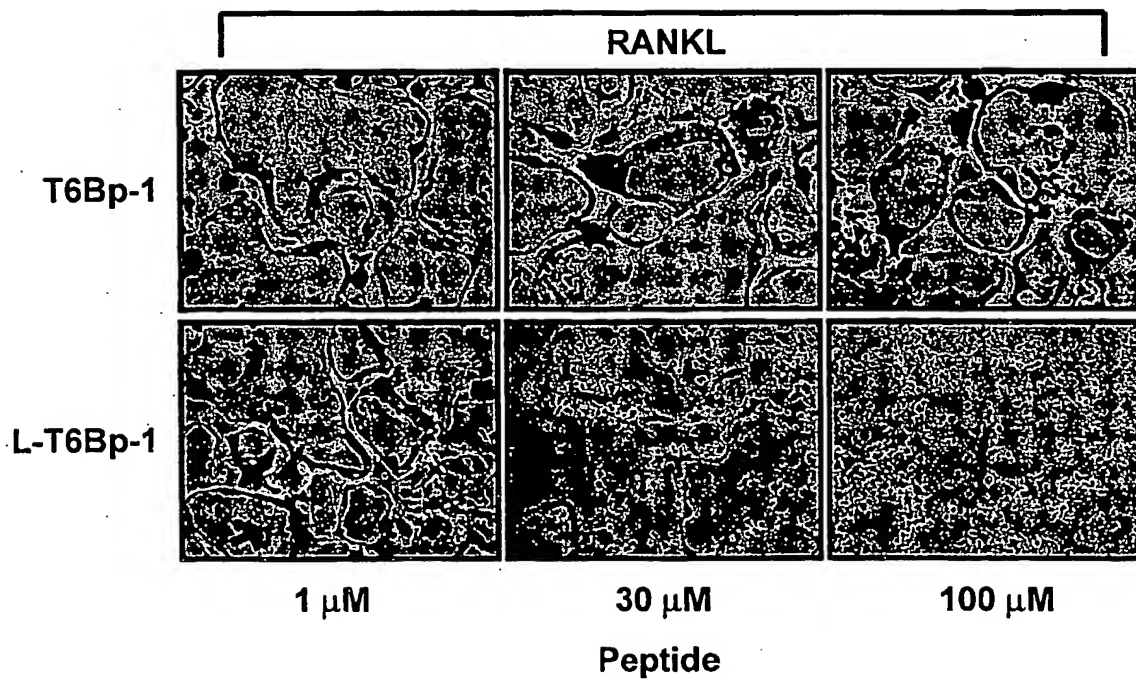 RANKL
T6Bp-1
L-T6Bp-1
1 μM 30 μM 100 μM
Peptide